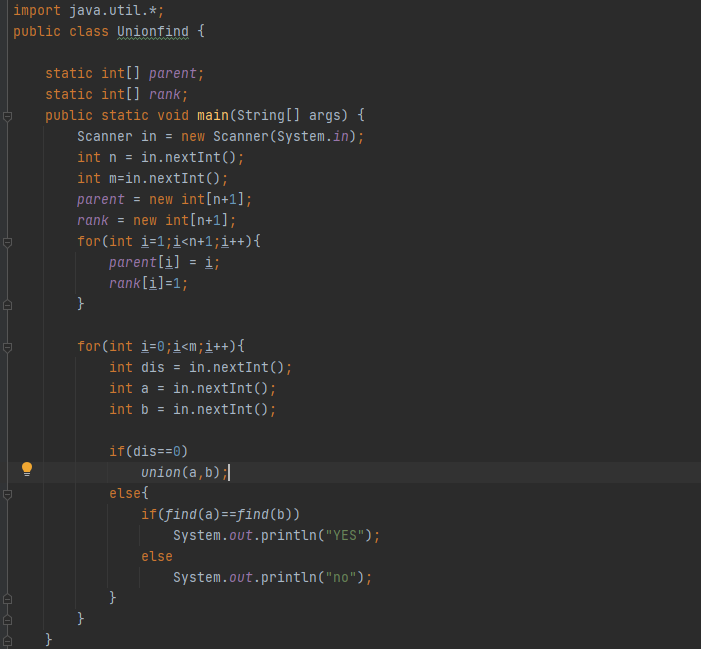 import java.util.*;
public class Unionfind {
static int[] parent;
static int[] rank;
public static void main(String[] args) {
Scanner in = new Scanner(System.in);
int n = in.nextInt();
int m=in.nextInt();
parent = new int[n+1];
rank = new int[n+1];
for(int i=1;i<n+1;i++){
parent[i] = i;
rank[i]=1;
}
for(int i=0;i<m;i++){
int dis = in.nextInt();
int a = in.nextInt();
int b = in.nextInt();
if(dis==0)
union(a,b);
else{
if(find(a)==find(b))
System.out.println("YES");
else
System.out.println("no");
}
}
}